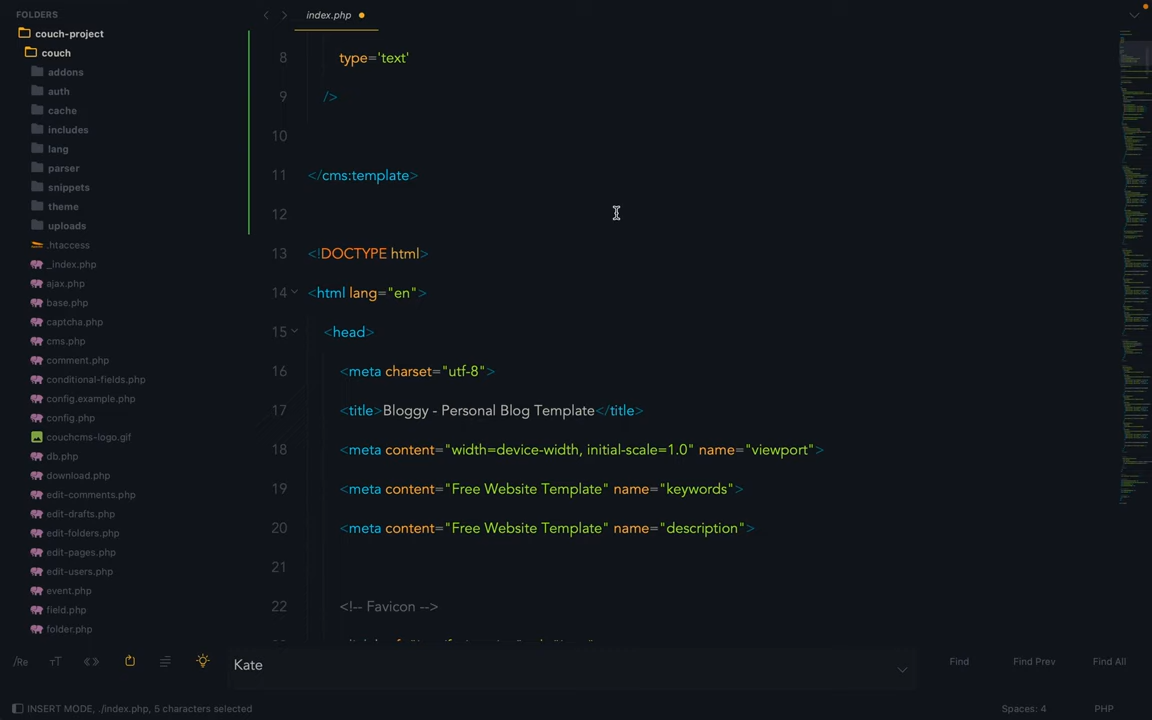 FOLDERS
couch-project
couch
addons
auth
cache
includes
lang
parser
snippets
theme
uploads
.htaccess
_index.php
ajax.php
base.php
captcha.php
cms.php
comment.php
conditional-fields.php
config.example.php
config.php
couchcms-logo.gif
db.php
download.php
edit-comments.php
edit-drafts.php
edit-folders.php
edit-pages.php
edit-users.php
event.php
field.php
folder.php
index.php
8 type='text'
9 />
10
11 </cms:template>
12
13 <!DOCTYPE html>
14 <html lang="en">
15 <head>
16 <meta charset="utf-8">
17 <title>Bloggy - Personal Blog Template</title>
18 <meta content="width=device-width, initial-scale=1.0" name="viewport">
19 <meta content="Free Website Template" name="keywords">
20 <meta content="Free Website Template" name="description">
21
22 <!-- Favicon -->
/Re TT <> Kate Find Find Prev Find All
INSERT MODE, ./index.php, 5 characters selected Spaces: 4 PHP